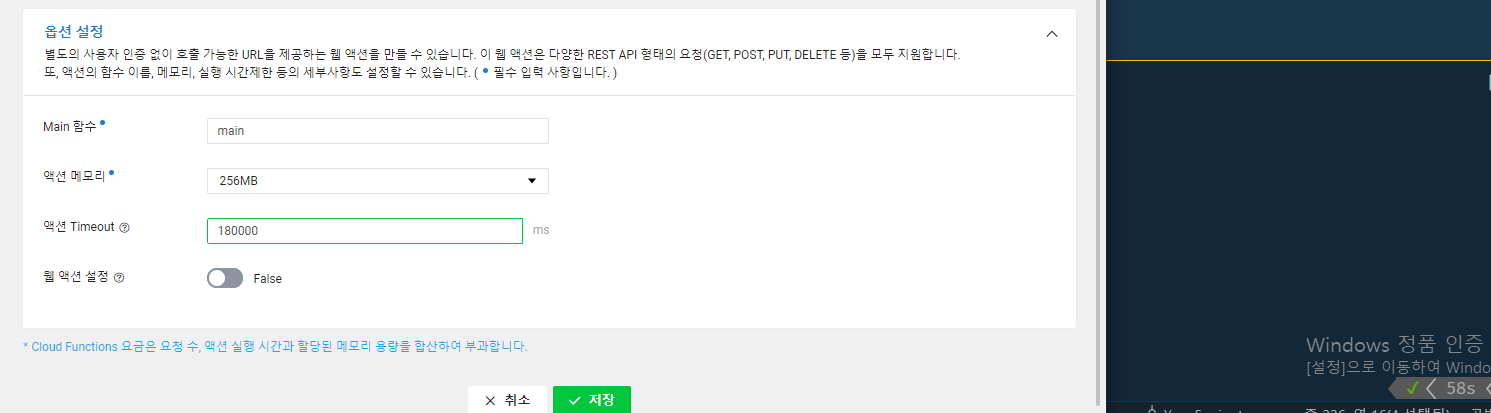 옵션 설정
별도의 사용자 인증 없이 호출 가능한 URL을 제공하는 웹 액션을 만들 수 있습니다. 이 웹 액션은 다양한 REST API 형태의 요청(GET, POST, PUT, DELETE 등)을 모두 지원합니다.
또, 액션의 함수 이름, 메모리, 실행 시간제한 등의 세부사항도 설정할 수 있습니다. ( • 필수 입력 사항입니다. )
Main 함수 •
main
액션 메모리 •
256MB
액션 Timeout ?
180000 ms
웹 액션 설정 ?
False
* Cloud Functions 요금은 요청 수, 액션 실행 시간과 할당된 메모리 용량을 합산하여 부과합니다.
× 취소
✓ 저장
Windows 정품 인증
[설정]으로 이동하여 Windo
✓ 58s